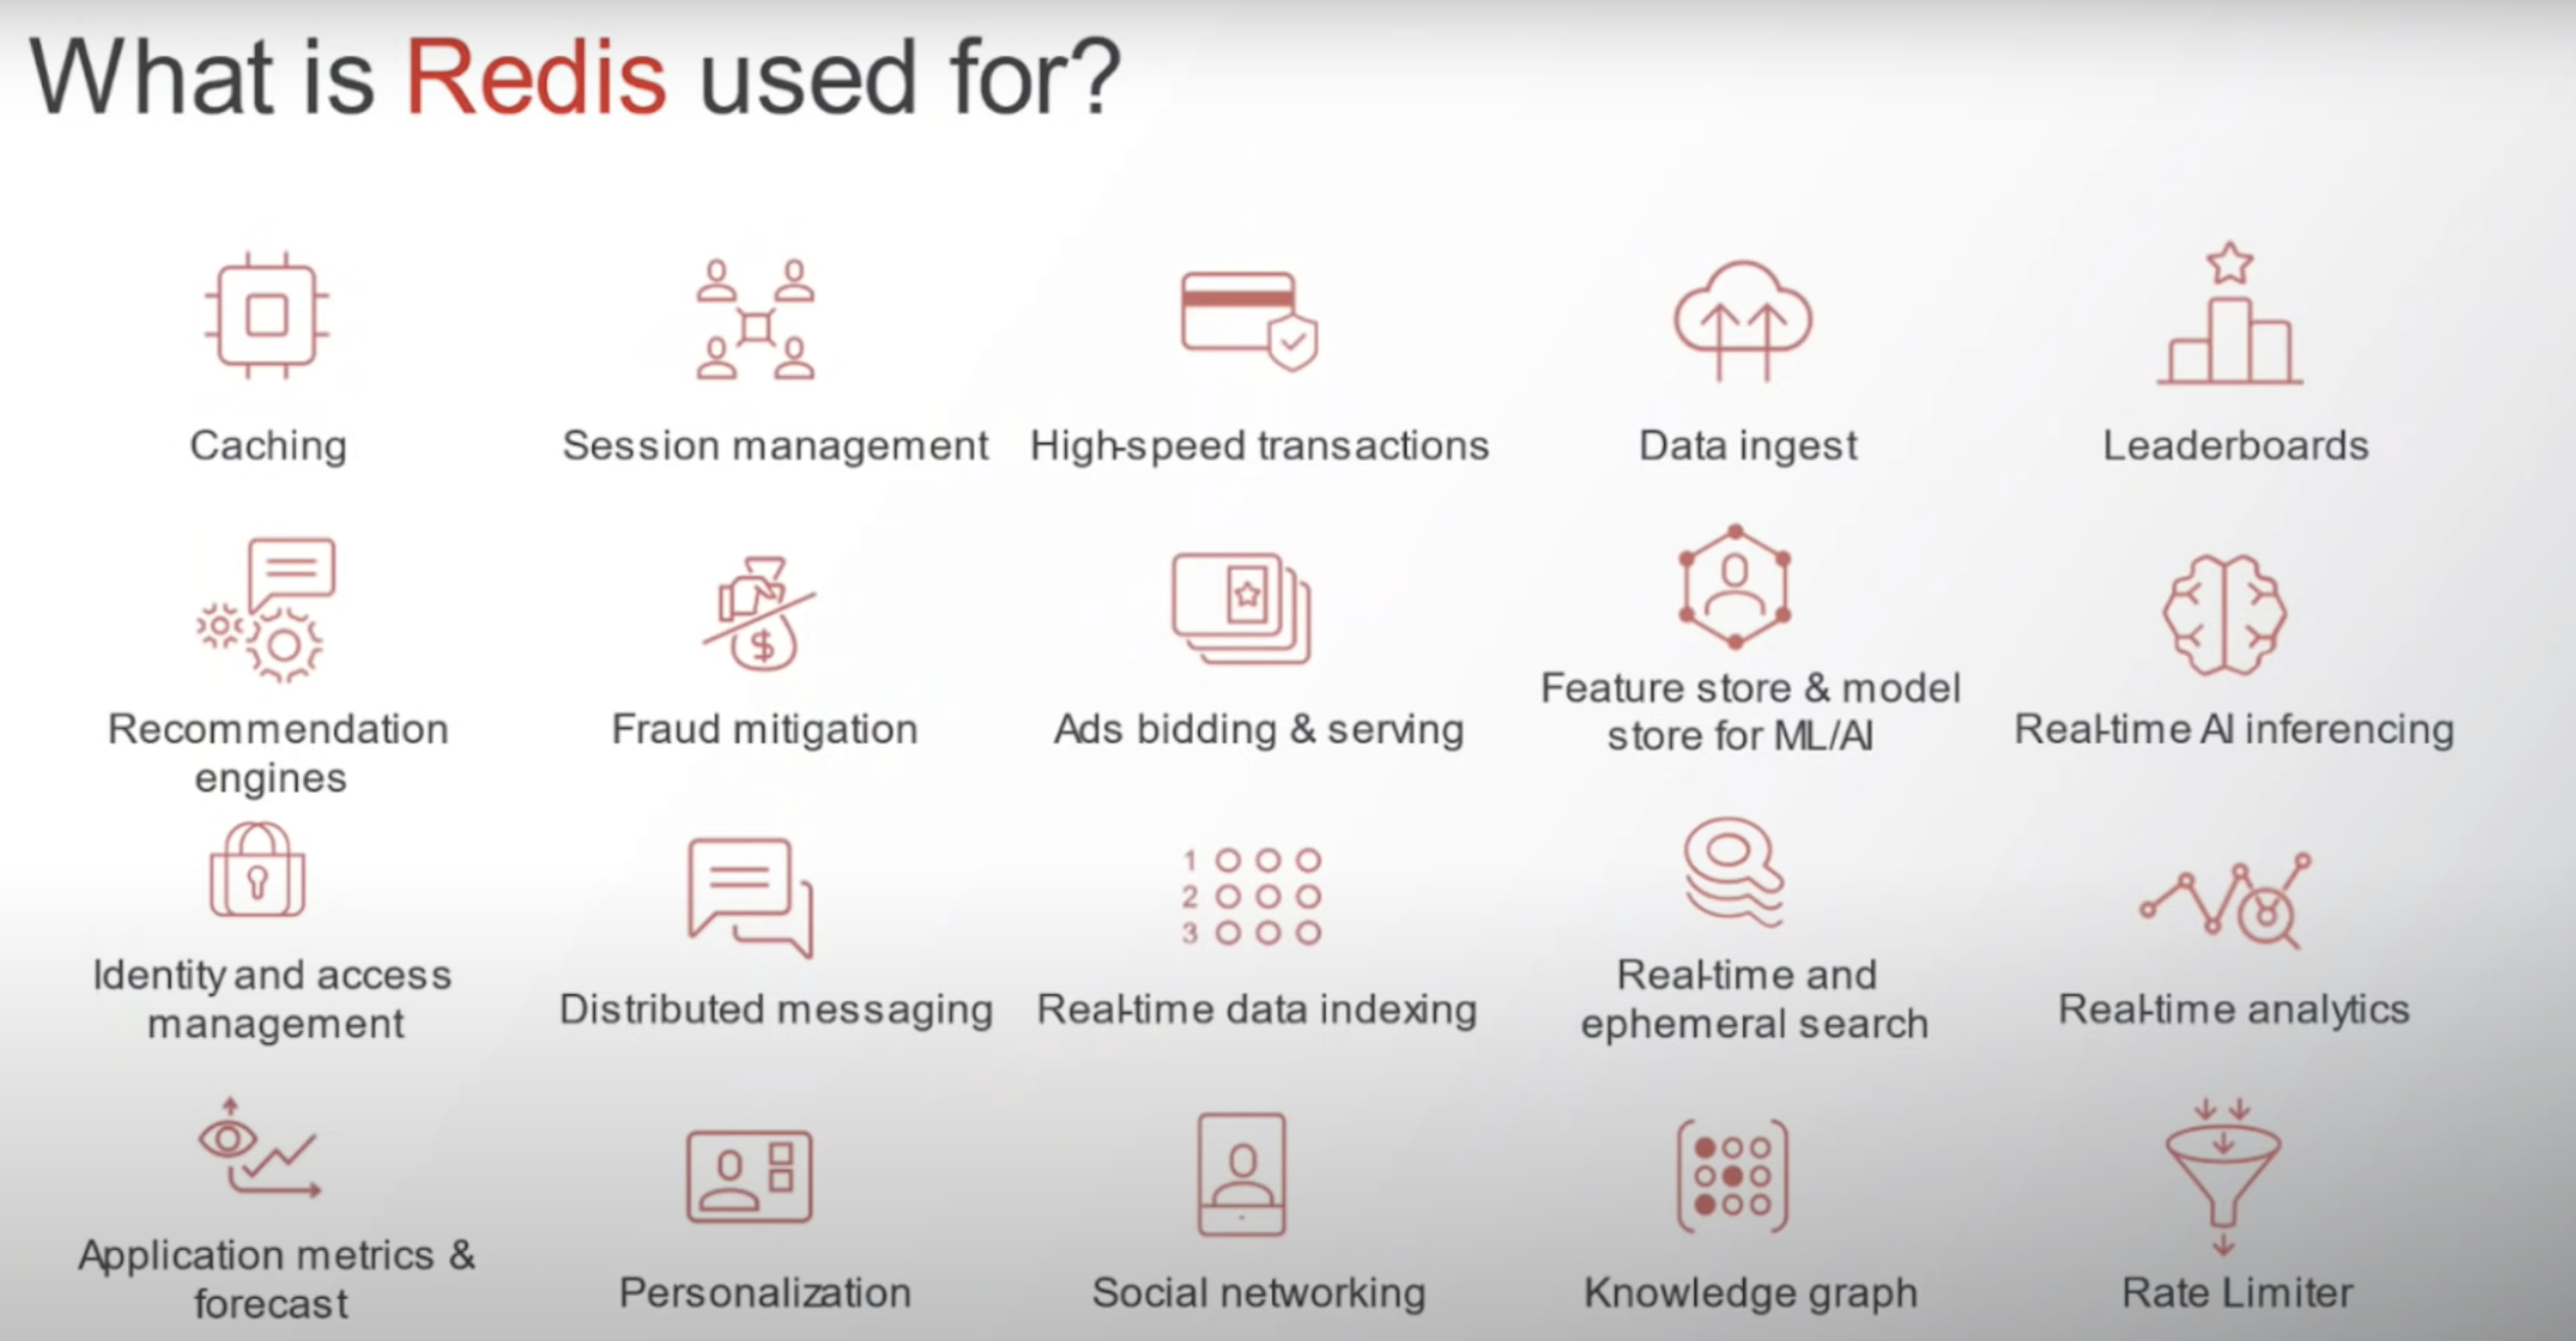 What is Redis used for?
Caching
Session management
High-speed transactions
Data ingest
Leaderboards
Recommendation
engines
Fraud mitigation
Ads bidding & serving
Feature store & model
store for ML/AI
Real-time AI inferencing
Identity and access
management
Distributed messaging
1
2
3
Real-time data indexing
Real-time and
ephemeral search
Real-time analytics
Application metrics &
forecast
Personalization
Social networking
Knowledge graph
Rate Limiter